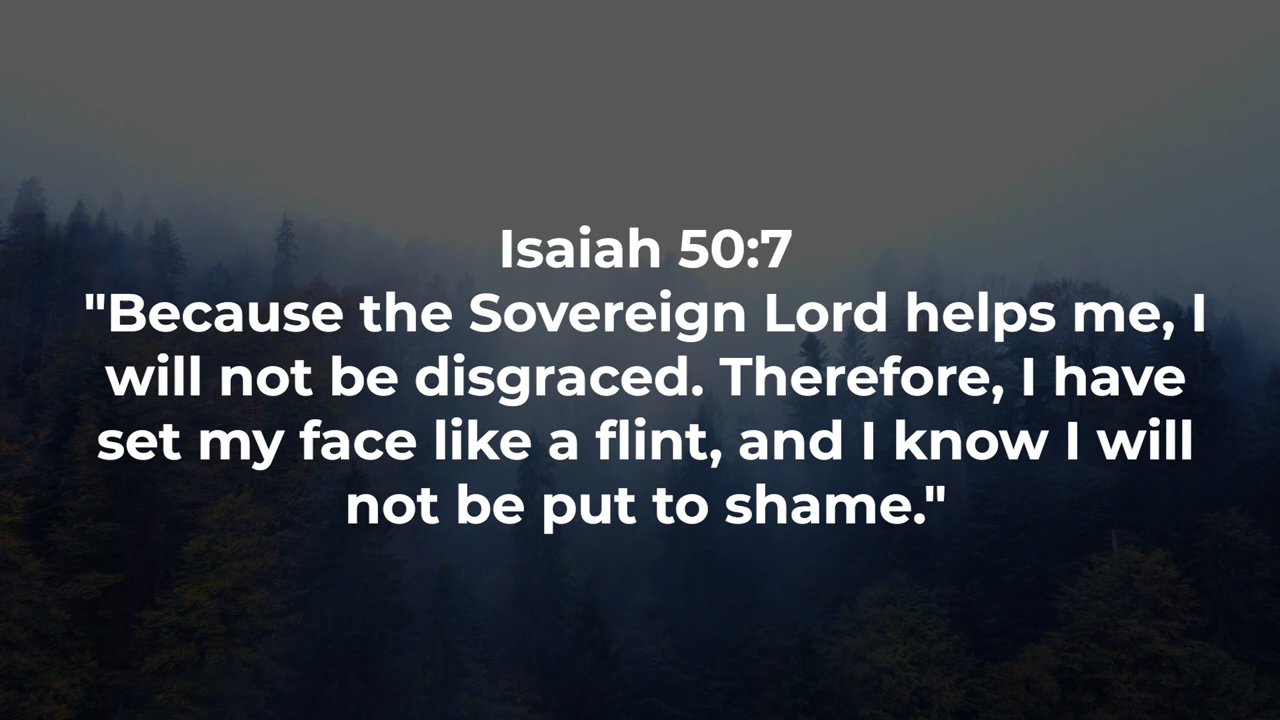 Isaiah 50:7
"Because the Sovereign Lord helps me, I
will not be disgraced. Therefore, I have
set my face like a flint, and I know I will
not be put to shame."